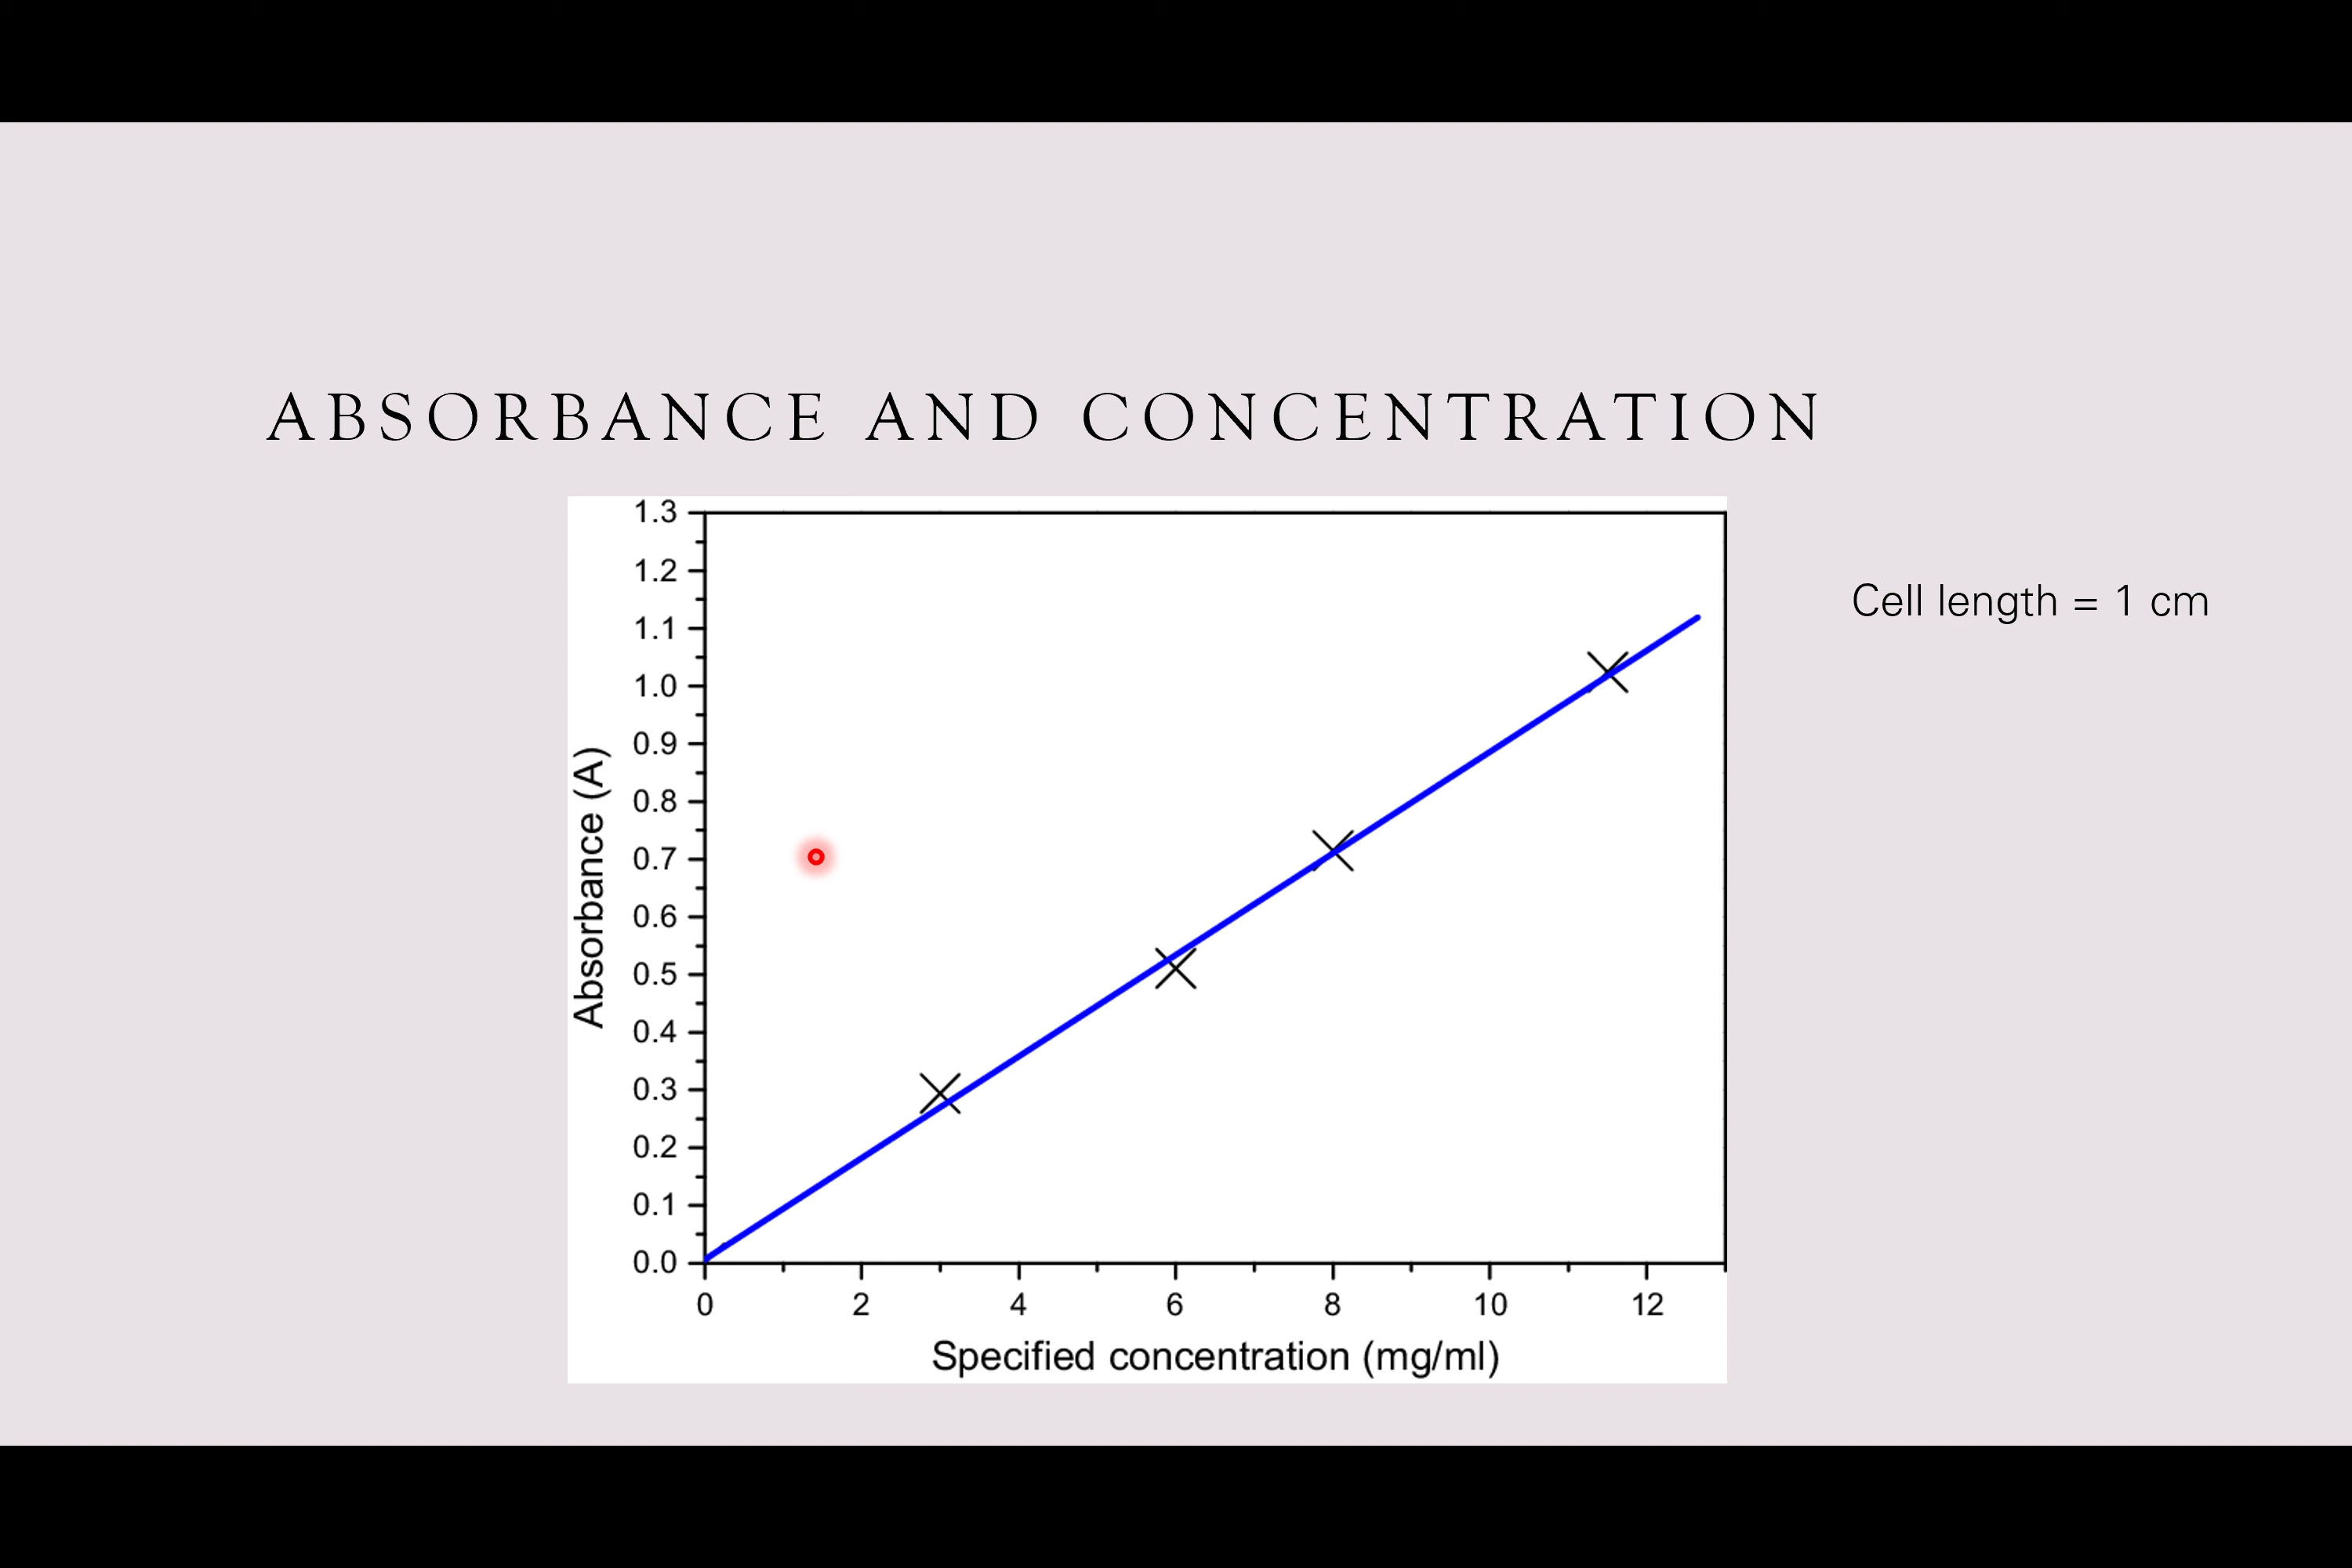 ABSORBANCE AND CONCENTRATION
Cell length = 1 cm
Absorbance (A)
1.3
1.2
1.1
1.0
0.9
0.8
0.7
0.6
0.5
0.4
0.3
0.2
0.1
0.0
0 2 4 6 8 10 12
Specified concentration (mg/ml)